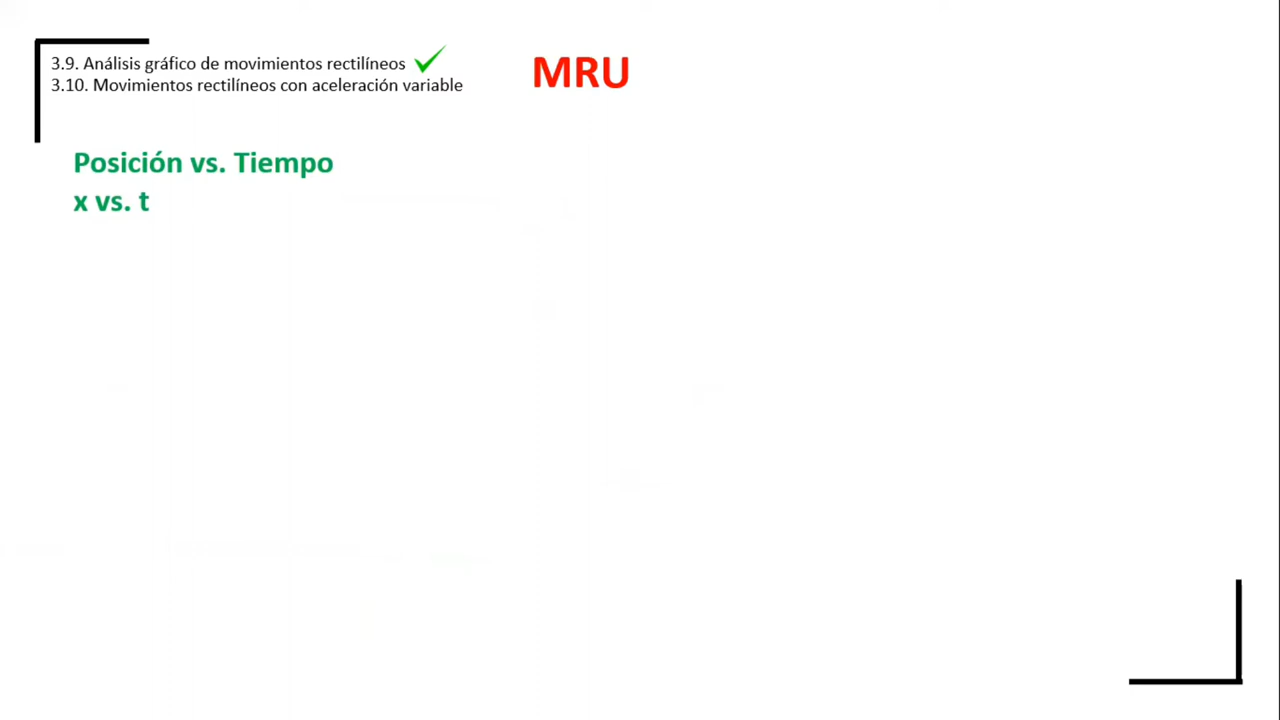 3.9. Análisis gráfico de movimientos rectilíneos
3.10. Movimientos rectilíneos con aceleración variable
MRU
Posición vs. Tiempo
x vs. t